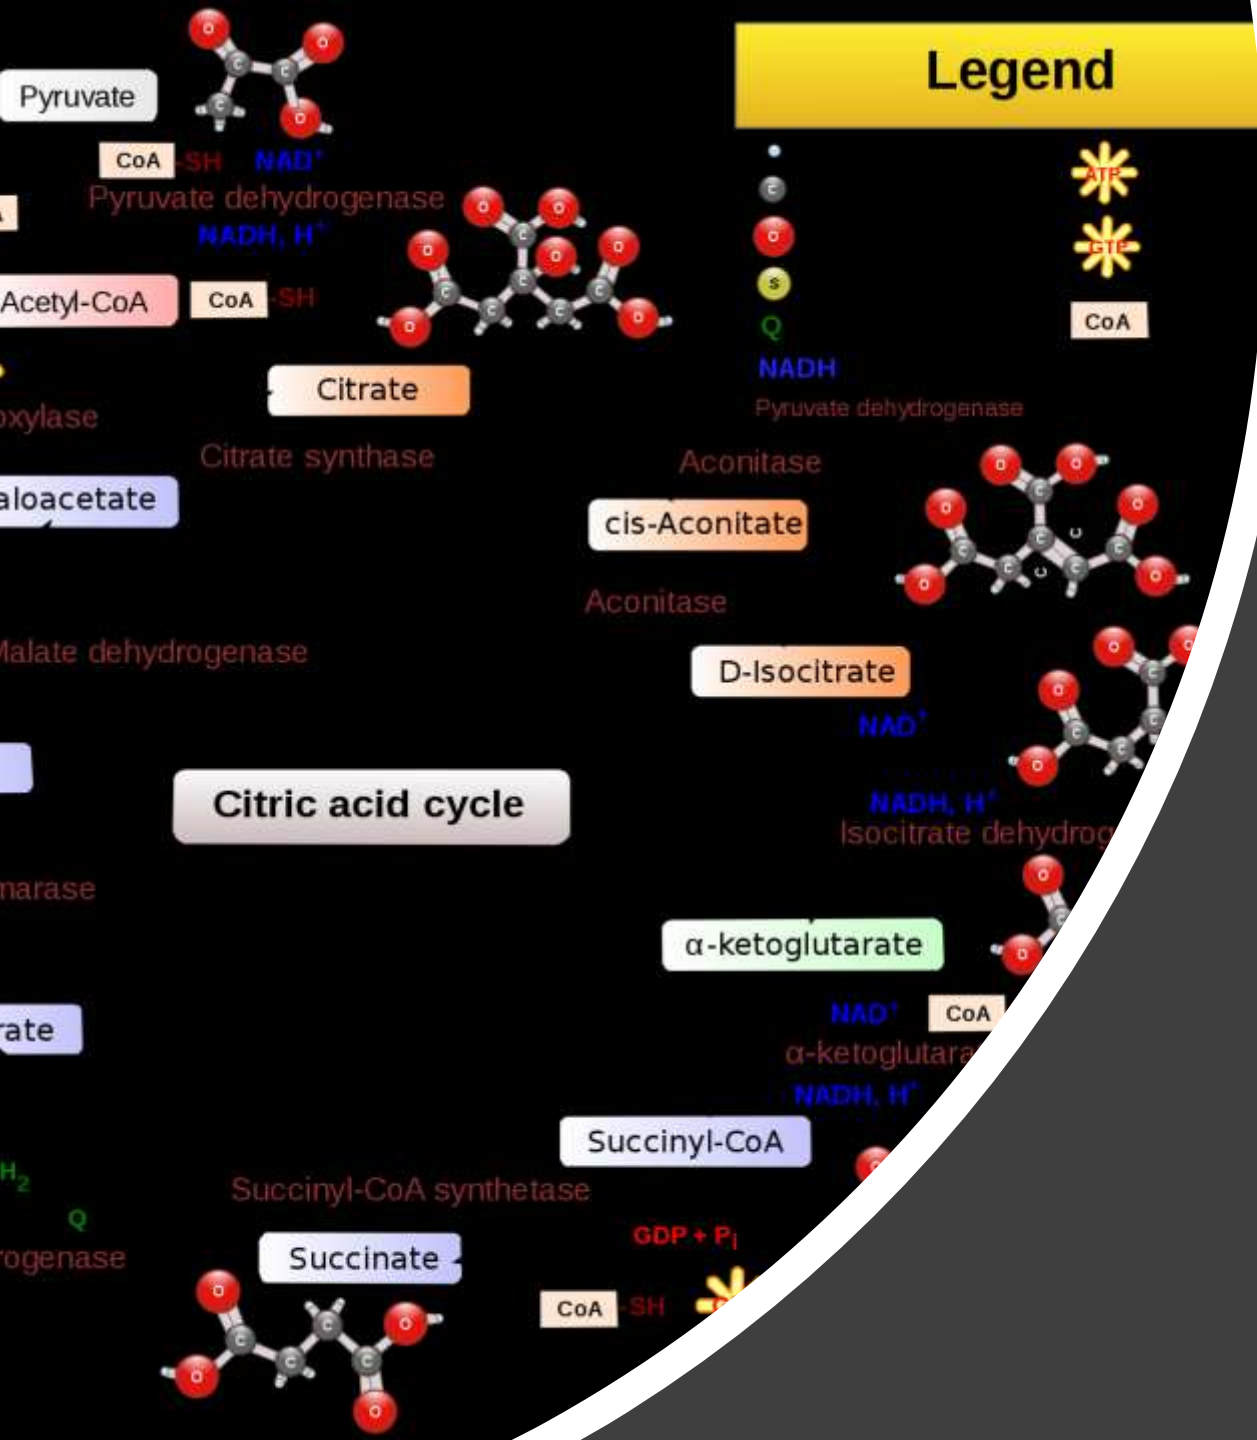 Legend
Pyruvate
CoA -SH NAD+
Pyruvate dehydrogenase
NADH, H+
Acetyl-CoA CoA -SH
Citrate
oxylase
Citrate synthase
aloacetate
Malate dehydrogenase
ATP
C
O
GTP
S
Q
CoA
NADH
Pyruvate dehydrogenase
Aconitase
cis-Aconitate
Aconitase
D-Isocitrate
NAD+
NADH, H+
Isocitrate dehydrog
Citric acid cycle
marase
α-ketoglutarate
rate
NAD+ CoA
α-ketoglutara
NADH, H+
Succinyl-CoA
H2
Succinyl-CoA synthetase
Q
GDP + Pi
rogenase
Succinate
CoA -SH